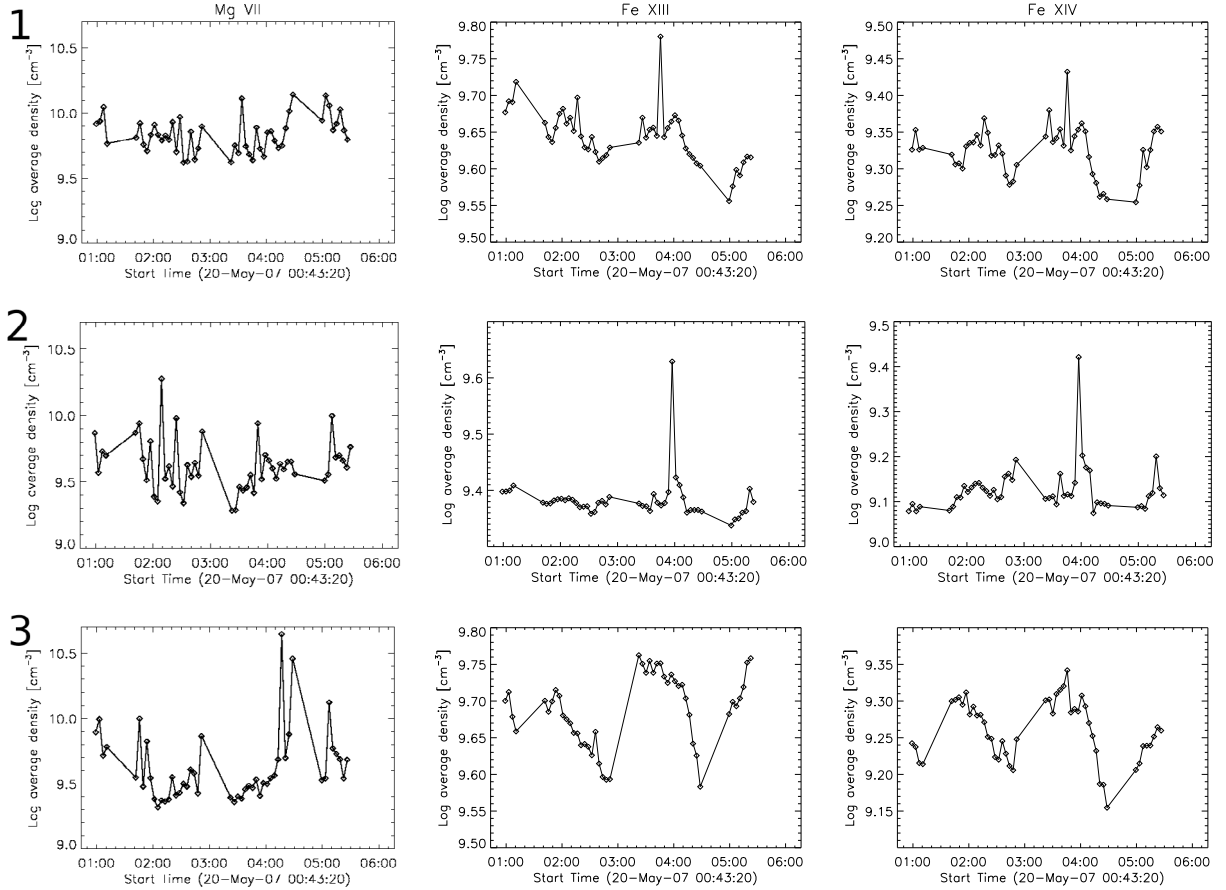 1
Mg VII
Fe XIII
Fe XIV
Log average density [cm⁻³]
10.5
10.0
9.5
9.0
01:00 02:00 03:00 04:00 05:00 06:00
Start Time (20-May-07 00:43:20)
Log average density [cm⁻³]
9.80
9.75
9.70
9.65
9.60
9.55
9.50
01:00 02:00 03:00 04:00 05:00 06:00
Start Time (20-May-07 00:43:20)
Log average density [cm⁻³]
9.50
9.45
9.40
9.35
9.30
9.25
9.20
01:00 02:00 03:00 04:00 05:00 06:00
Start Time (20-May-07 00:43:20)
2
Log average density [cm⁻³]
10.5
10.0
9.5
9.0
01:00 02:00 03:00 04:00 05:00 06:00
Start Time (20-May-07 00:43:20)
Log average density [cm⁻³]
9.6
9.5
9.4
01:00 02:00 03:00 04:00 05:00 06:00
Start Time (20-May-07 00:43:20)
Log average density [cm⁻³]
9.5
9.4
9.3
9.2
9.1
9.0
01:00 02:00 03:00 04:00 05:00 06:00
Start Time (20-May-07 00:43:20)
3
Log average density [cm⁻³]
10.5
10.0
9.5
9.0
01:00 02:00 03:00 04:00 05:00 06:00
Start Time (20-May-07 00:43:20)
Log average density [cm⁻³]
9.80
9.75
9.70
9.65
9.60
9.55
9.50
01:00 02:00 03:00 04:00 05:00 06:00
Start Time (20-May-07 00:43:20)
Log average density [cm⁻³]
9.35
9.30
9.25
9.20
9.15
01:00 02:00 03:00 04:00 05:00 06:00
Start Time (20-May-07 00:43:20)